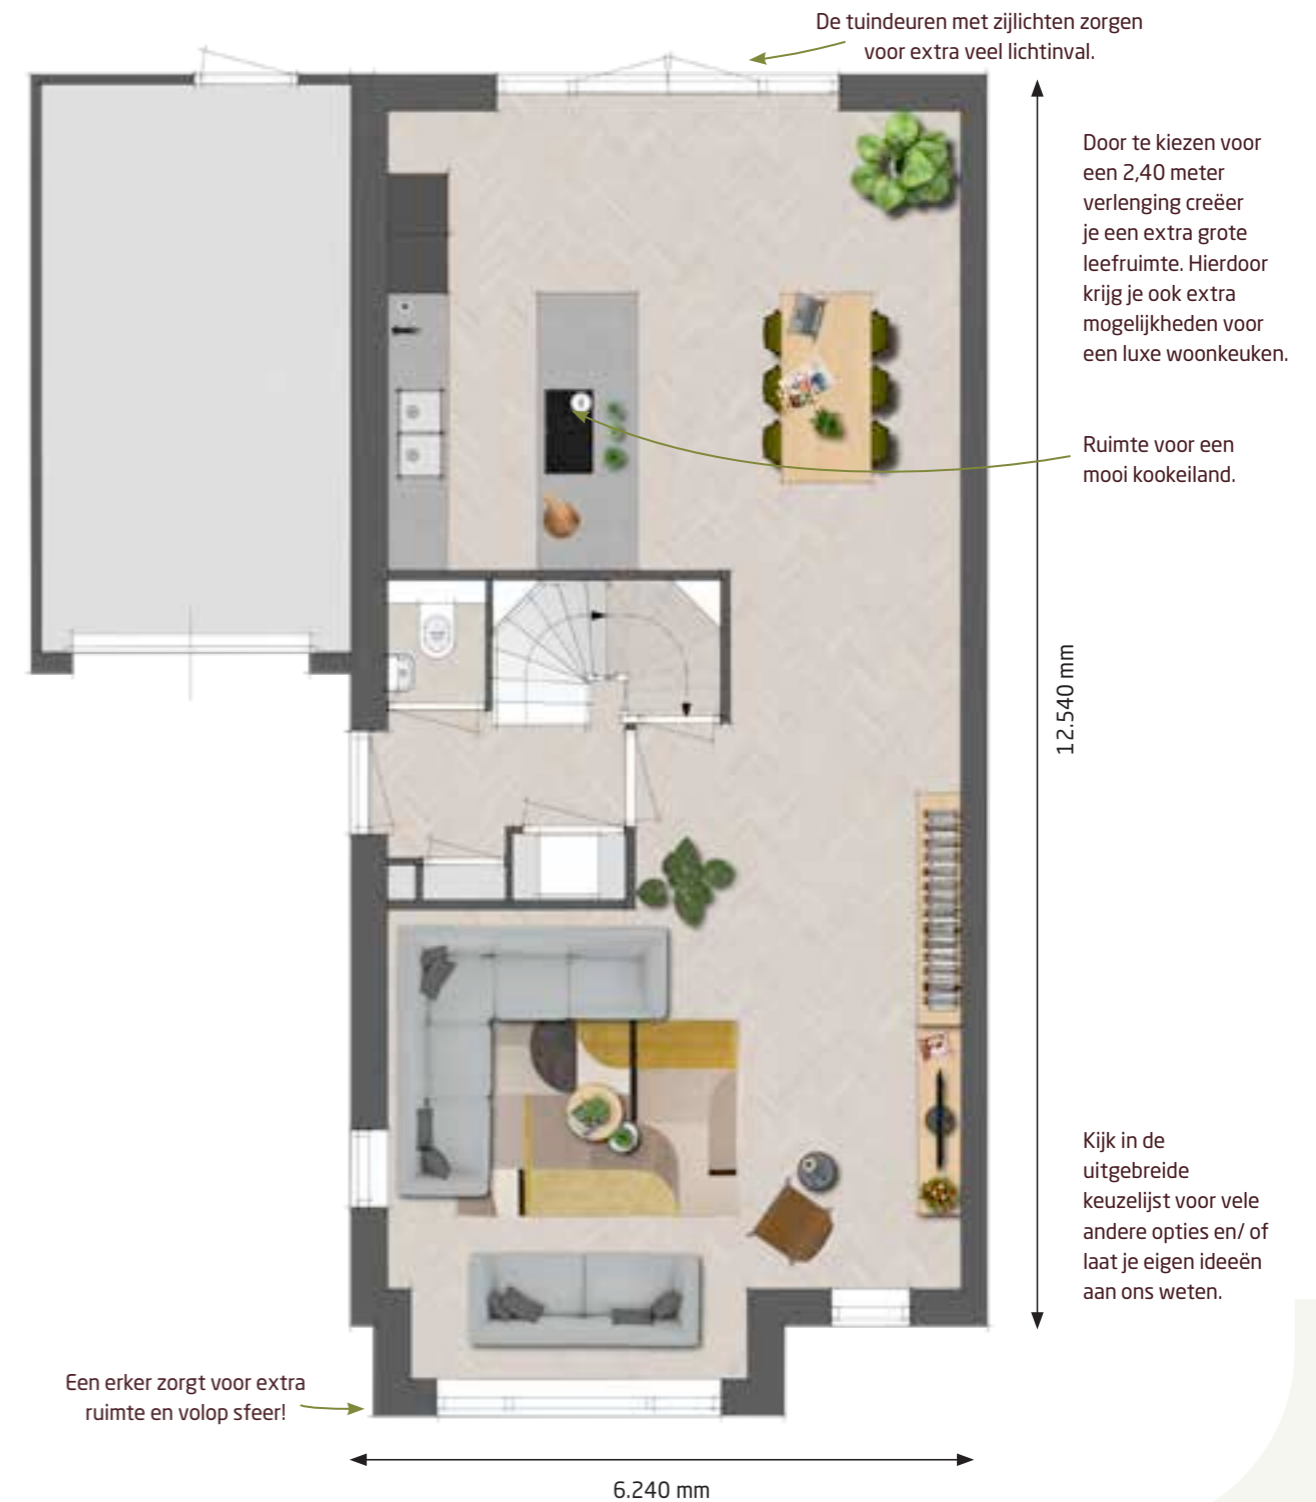 De tuindeuren met zijlichten zorgen
voor extra veel lichtinval.
Door te kiezen voor
een 2,40 meter
verlenging creëer
je een extra grote
leefruimte. Hierdoor
krijg je ook extra
mogelijkheden voor
een luxe woonkeuken.
Ruimte voor een
mooi kookeiland.
12.540 mm
Kijk in de
uitgebreide
keuzelijst voor vele
andere opties en/ of
laat je eigen ideeën
aan ons weten.
Een erker zorgt voor extra
ruimte en volop sfeer!
6.240 mm